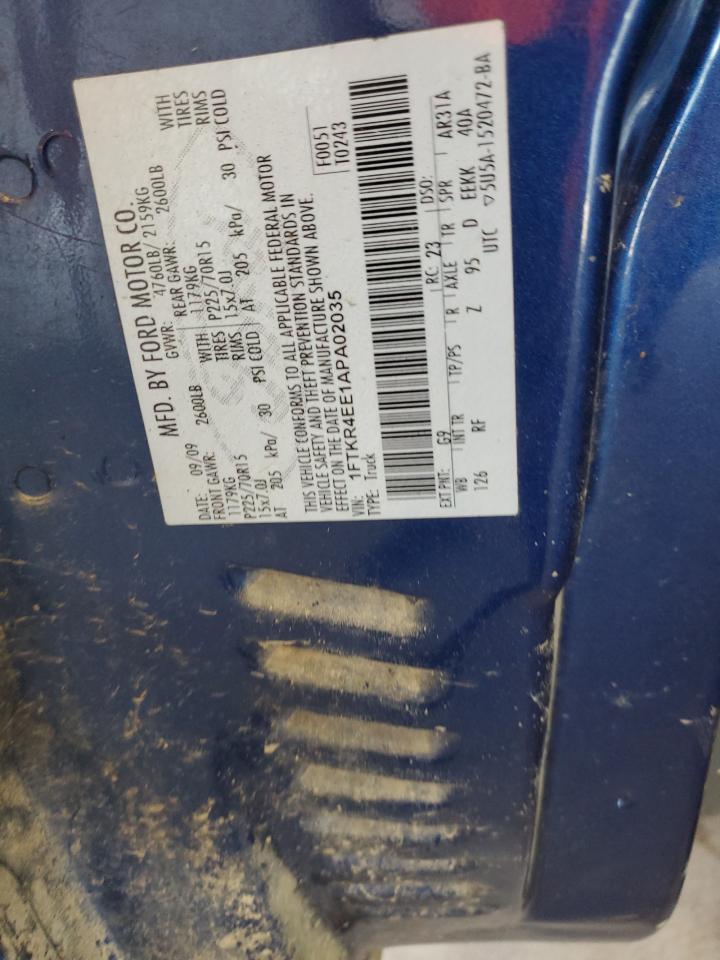 MFD. BY FORD MOTOR CO.
DATE: 09/09 GVWR: 4760LB/ 2159KG
FRONT GAWR: 2600LB REAR GAWR: 2600LB
1179KG WITH 1179KG WITH
P225/70R15 TIRES P225/70R15 TIRES
15x7.0J RIMS 15x7.0J RIMS
AT 205 kPa/ 30 PSI COLD AT 205 kPa/ 30 PSI COLD
THIS VEHICLE CONFORMS TO ALL APPLICABLE FEDERAL MOTOR
VEHICLE SAFETY AND THEFT PREVENTION STANDARDS IN
EFFECT ON THE DATE OF MANUFACTURE SHOWN ABOVE.
VIN: 1FTKR4EE1APA02035
TYPE: Truck
F0051
T0243
EXT PNT: G9 RC: 23 DSO:
WB INT TR TP/PS R AXLE TR SPR AR31A
126 RF Z 95 D EEKK 40A
UTC ▽5U5A-1520472-BA